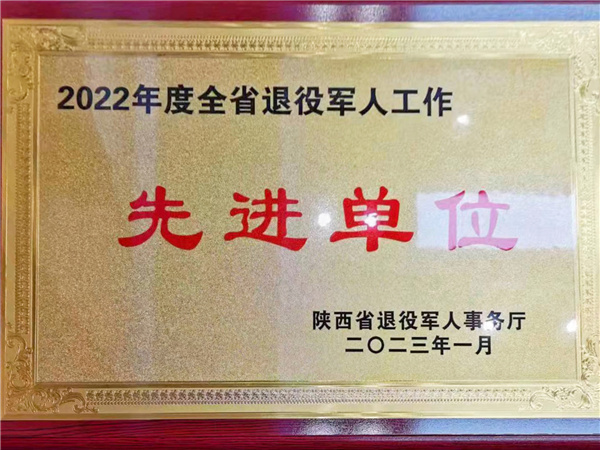 2022年度全省退役军人工作
先进单位
陕西省退役军人事务厅
二〇二三年一月